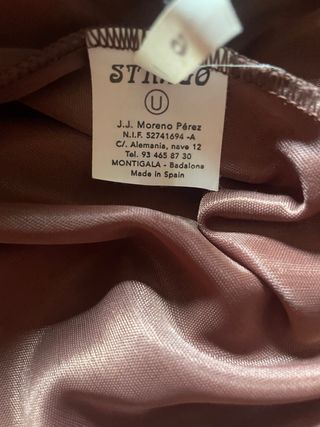 U
J.J. Moreno Pérez
N.I.F. 52741694 -A
C/. Alemania, nave 12
Tel. 93 465 87 30
MONTIGALA - Badalona
Made in Spain